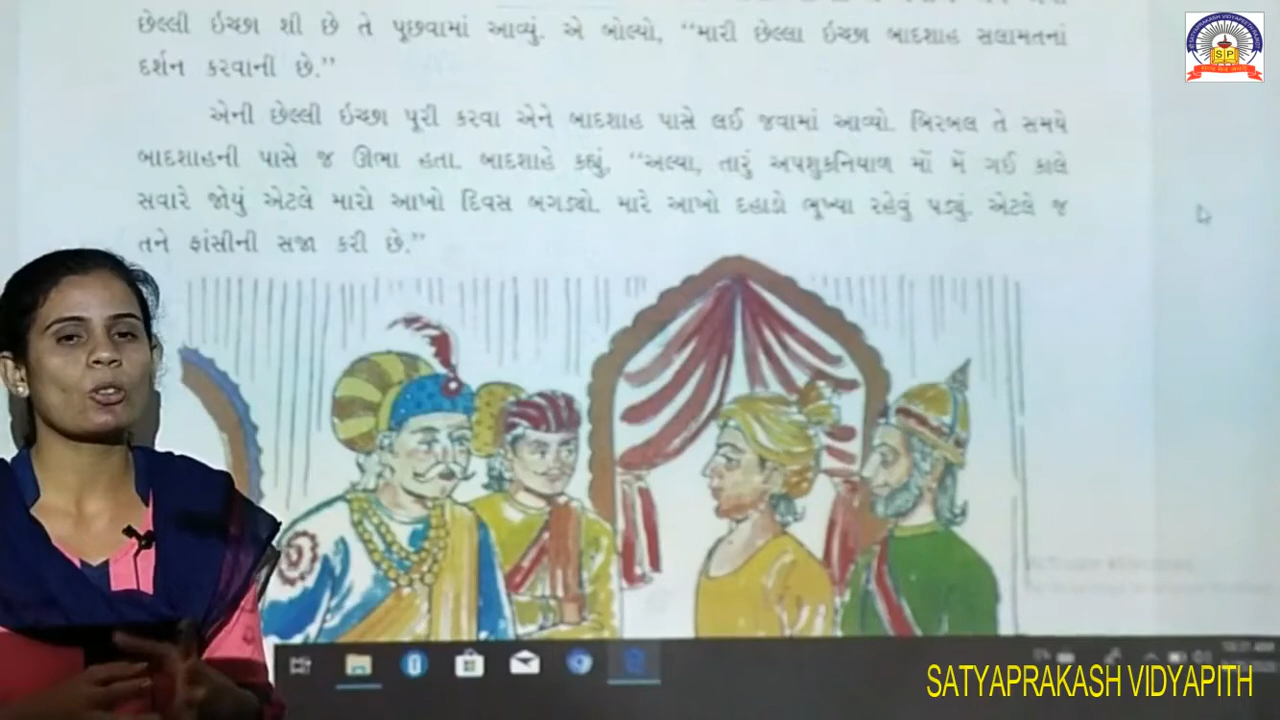 છેલ્લી ઇચ્છા શી છે તે પૂછવામાં આવ્યું. એ બોલ્યો, “મારી છેલ્લા ઇચ્છા બાદશાહ સલામતનાં
દર્શન કરવાની છે.”
એની છેલ્લી ઇચ્છા પૂરી કરવા એને બાદશાહ પાસે લઈ જવામાં આવ્યો. બિરબલ તે સમયે
બાદશાહની પાસે જ ઊભા હતા. બાદશાહે કહ્યું, “અલ્યા, તારું અપશુકનિયાળ મોં મેં ગઈ કાલે
સવારે જોયું એટલે મારો આખો દિવસ બગડ્યો. મારે આખો દહાડો ભૂખ્યા રહેવું પડ્યું. એટલે જ
તને ફાંસીની સજા કરી છે.”
SP
SATYAPRAKASH VIDYAPITH